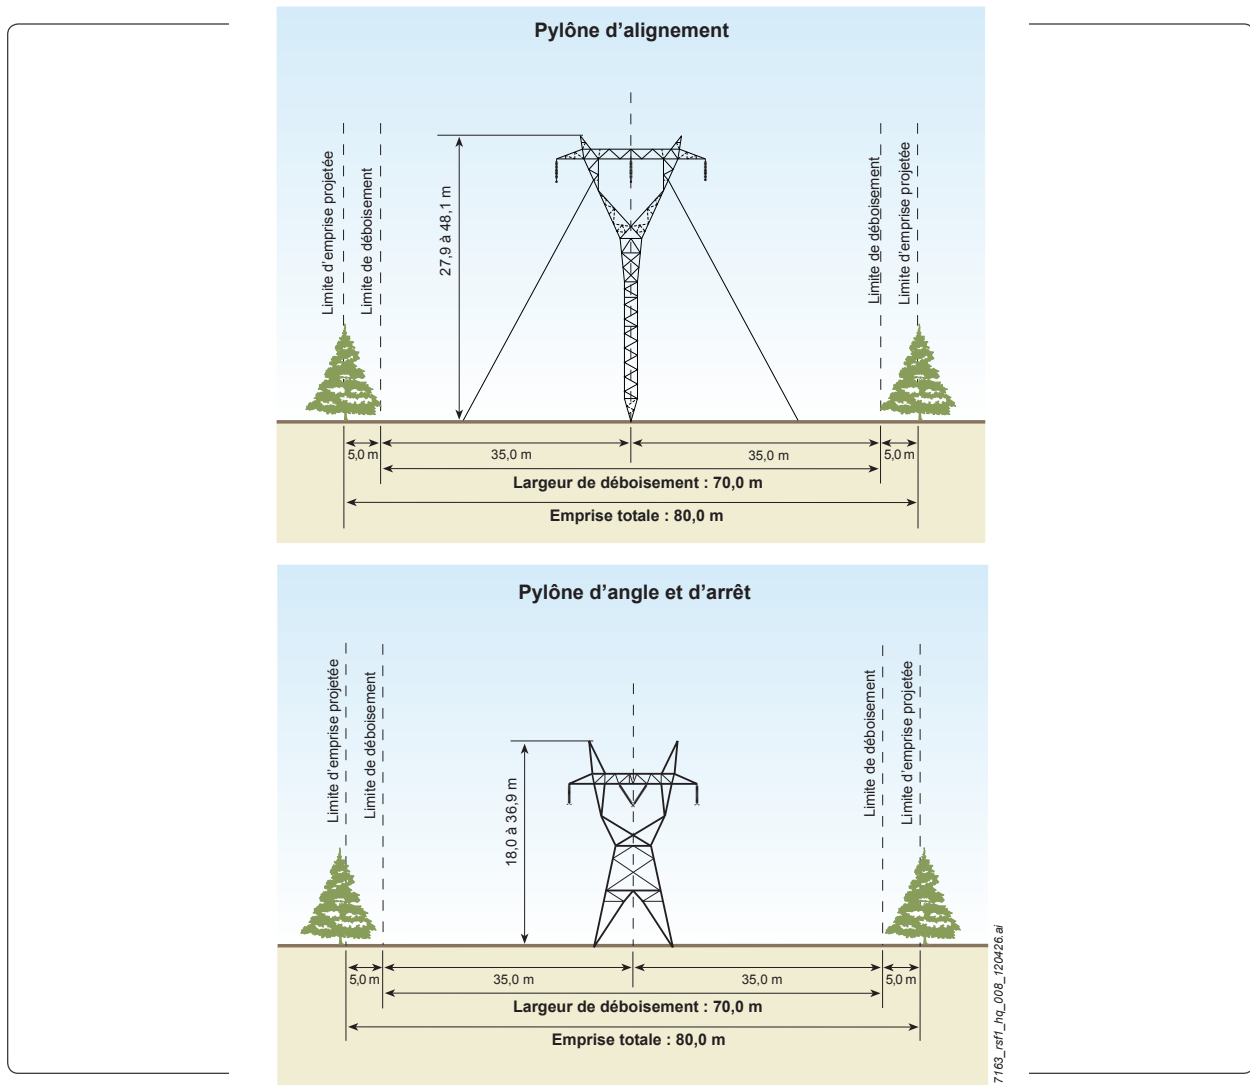 Pylône d'alignement
Limite d'emprise projetée
Limite de déboisement
27,9 à 48,1 m
Limite de déboisement
Limite d'emprise projetée
5,0 m
35,0 m
35,0 m
5,0 m
Largeur de déboisement : 70,0 m
Emprise totale : 80,0 m
Pylône d'angle et d'arrêt
Limite d'emprise projetée
Limite de déboisement
18,0 à 36,9 m
Limite de déboisement
Limite d'emprise projetée
5,0 m
35,0 m
35,0 m
5,0 m
Largeur de déboisement : 70,0 m
Emprise totale : 80,0 m
7163_rsf1_hq_008_120426.ai